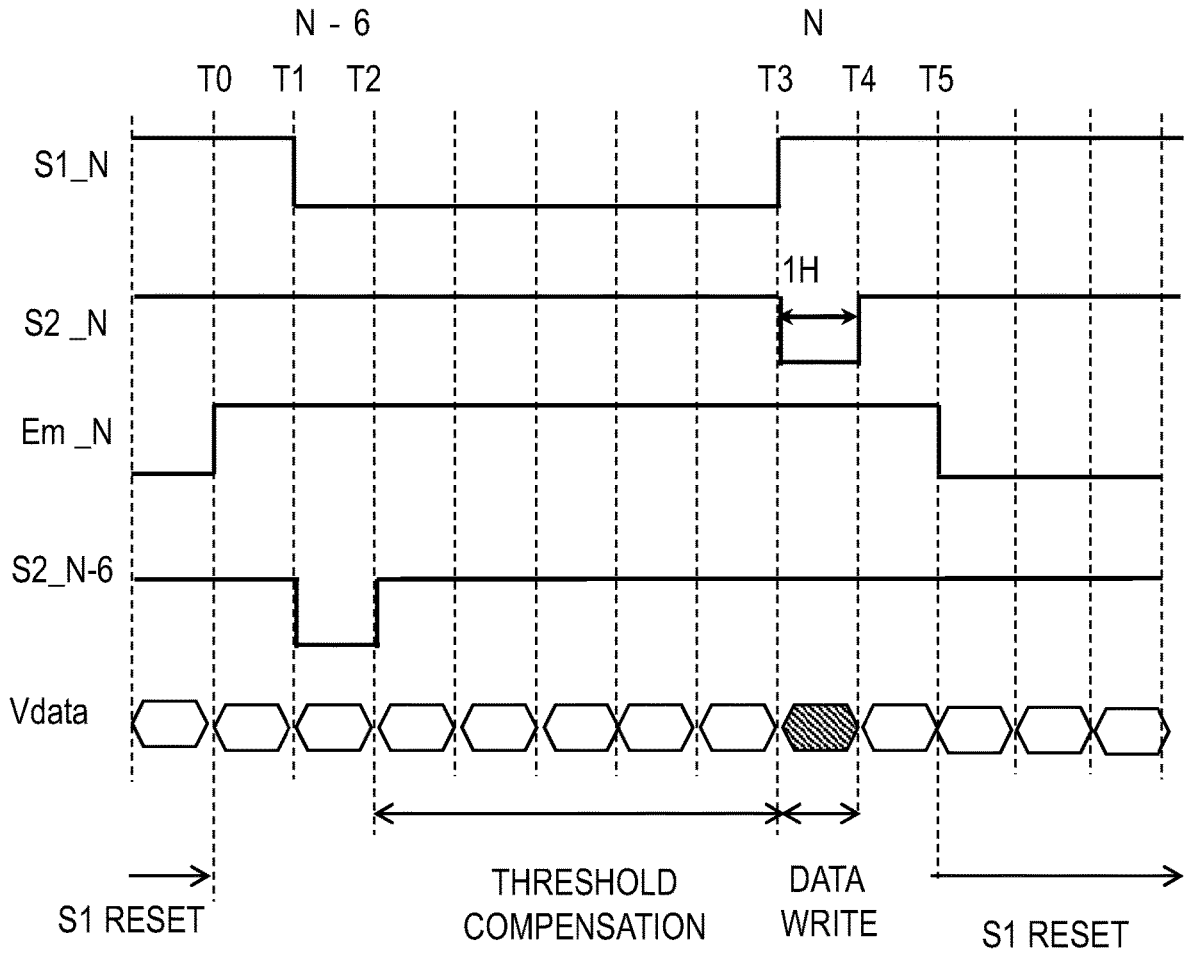 N - 6 N
T0 T1 T2 T3 T4 T5
S1_N
1H
S2 _N
Em _N
S2_N-6
Vdata
THRESHOLD
COMPENSATION
DATA
WRITE
S1 RESET
S1 RESET